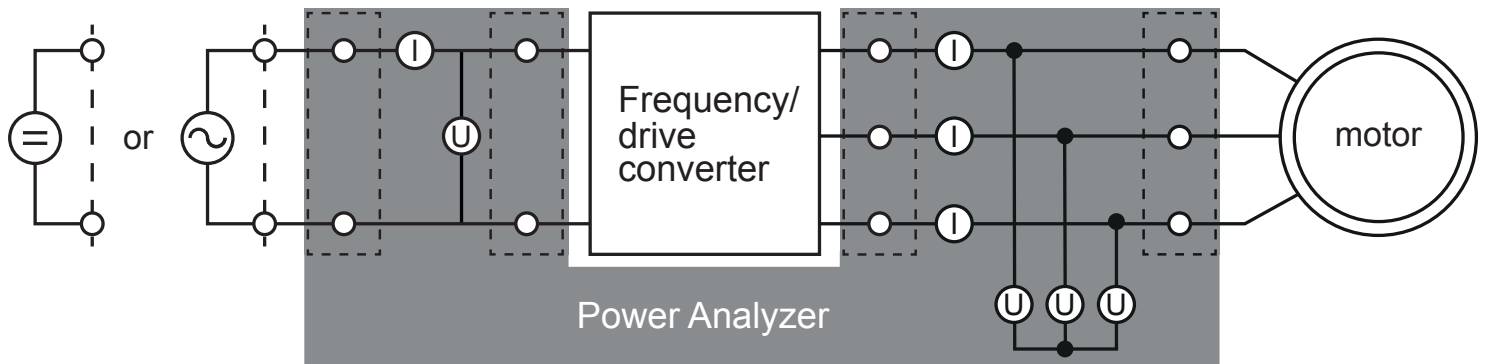 or
I
U
Frequency/
drive
converter
I
I
I
U U U
motor
Power Analyzer